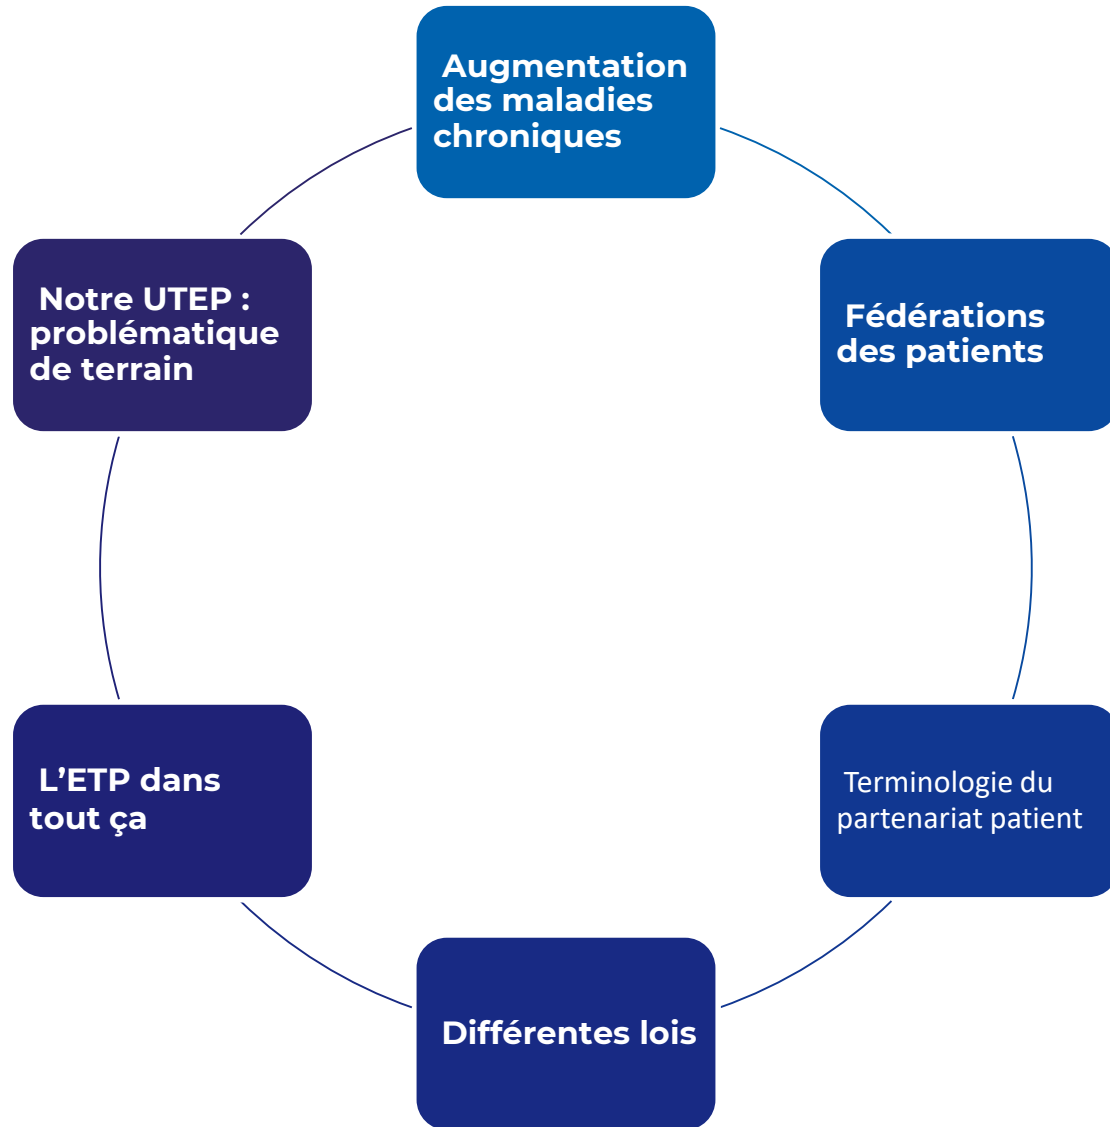 Augmentation
des maladies
chroniques
Fédérations
des patients
Terminologie du
partenariat patient
Différentes lois
L’ETP dans
tout ça
Notre UTEP :
problématique
de terrain